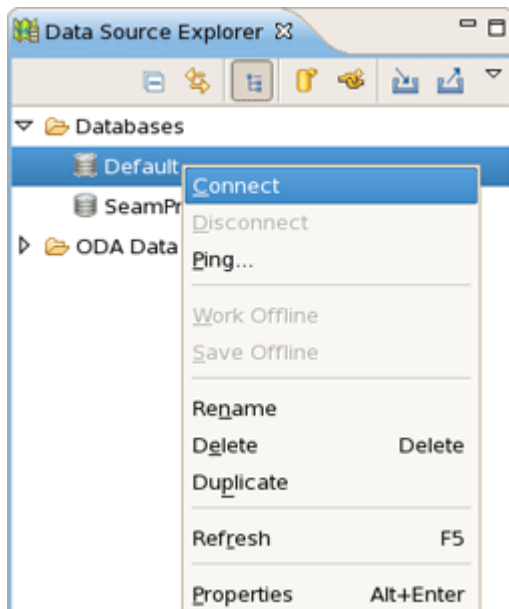 Data Source Explorer
Databases
Default
SeamPr
ODA Data
Connect
Disconnect
Ping...
Work Offline
Save Offline
Rename
Delete Delete
Duplicate
Refresh F5
Properties Alt+Enter